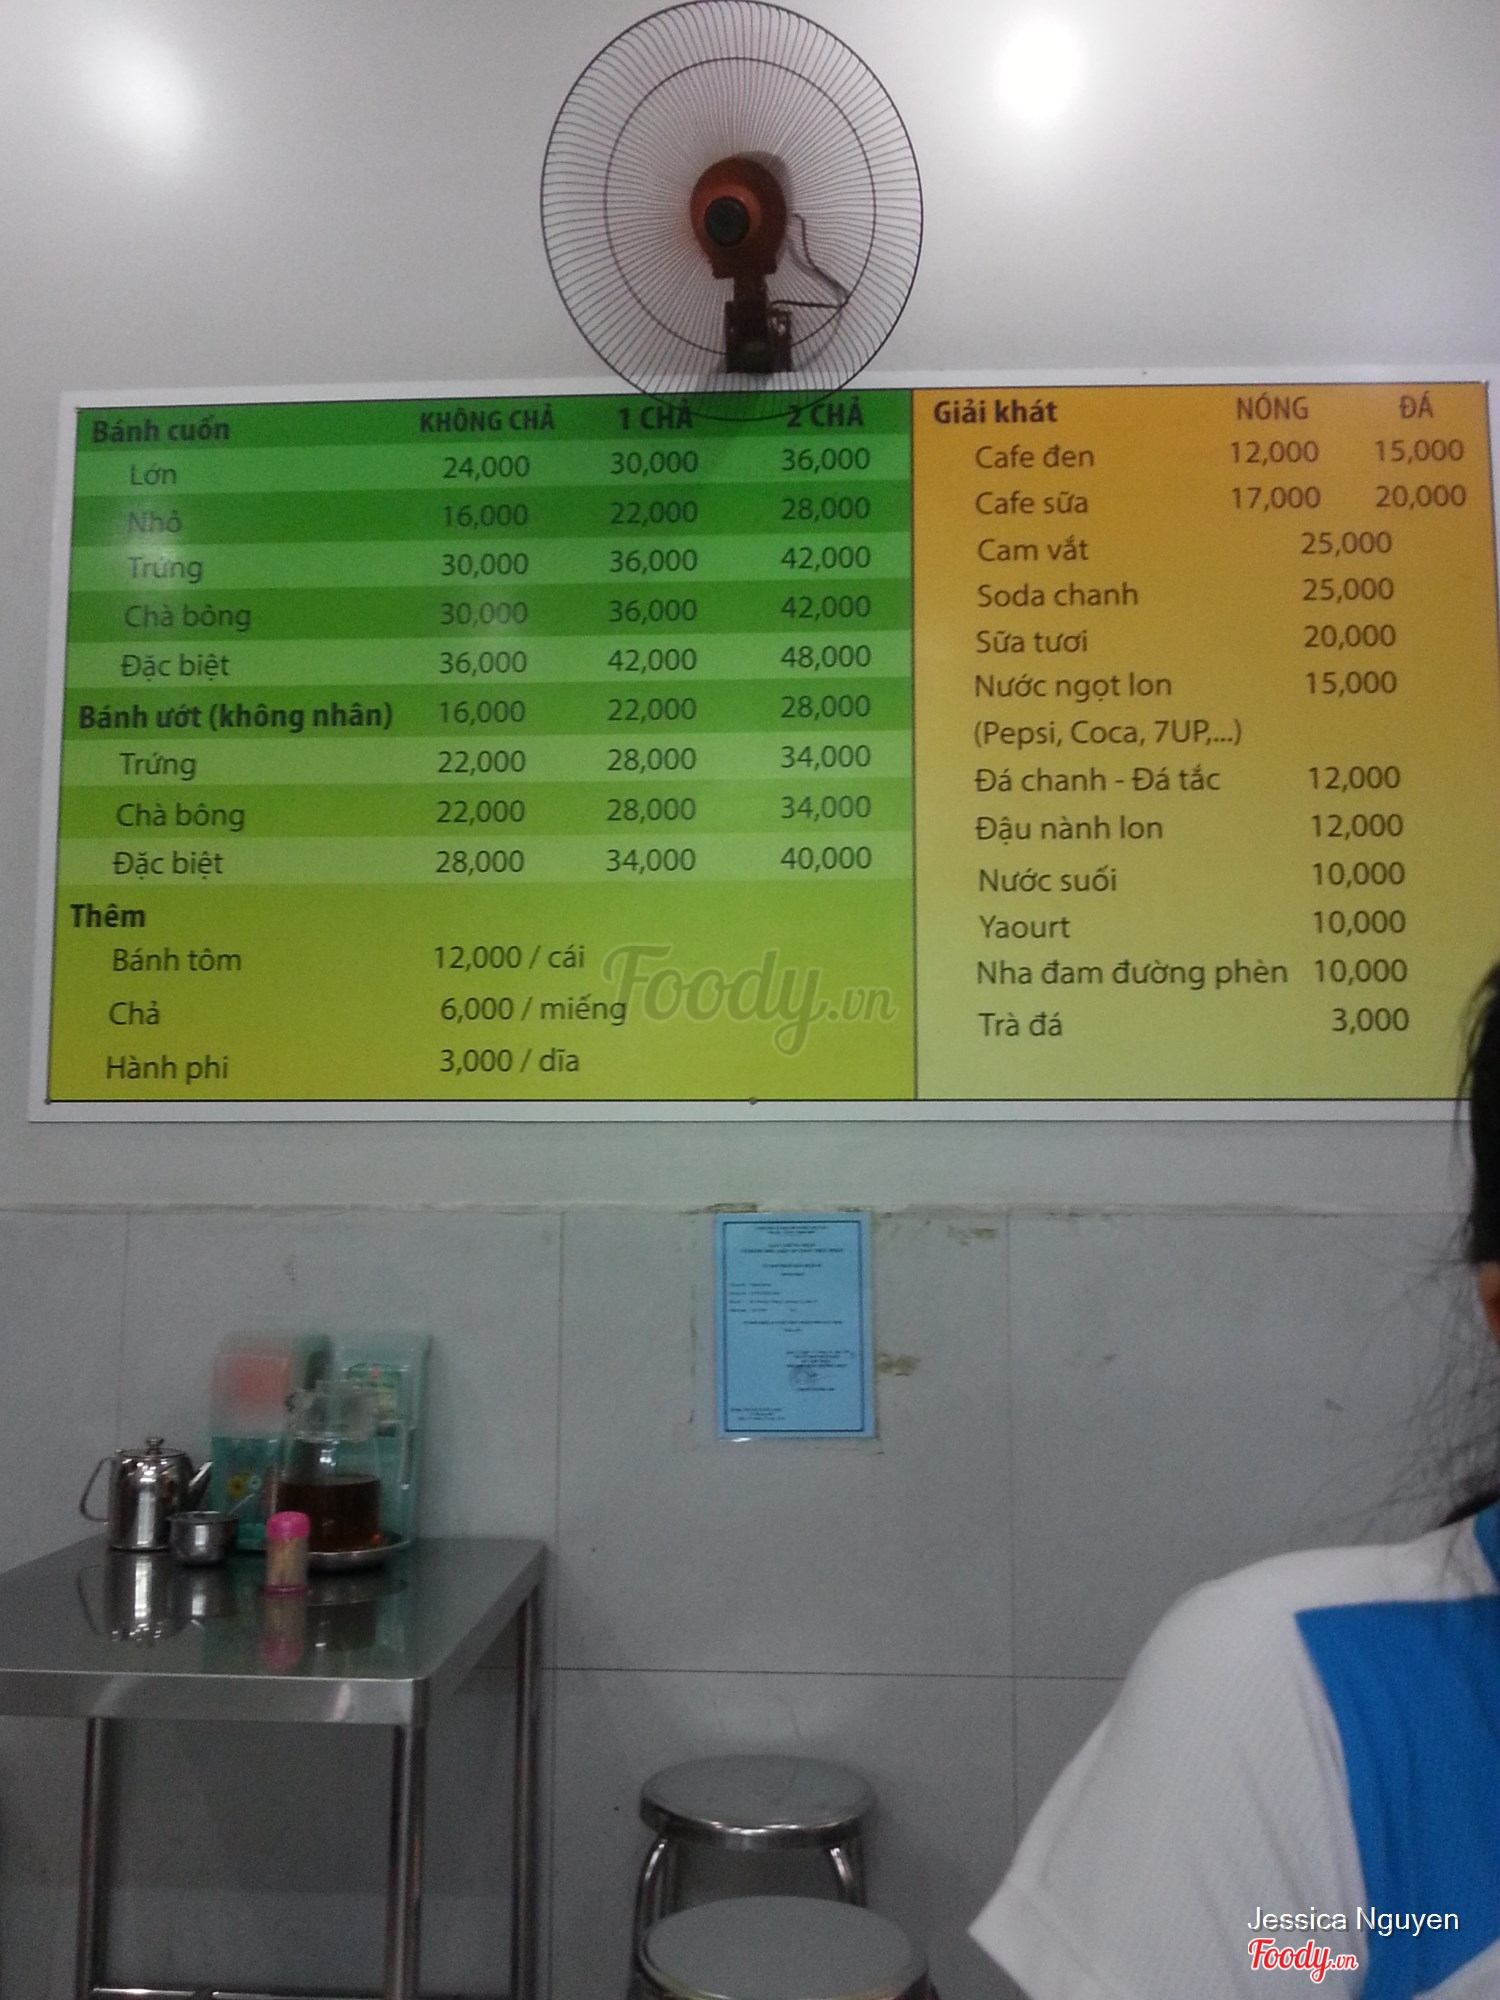 Bánh cuốn KHÔNG CHẢ 1 CHẢ 2 CHẢ
Lớn 24,000 30,000 36,000
Nhỏ 16,000 22,000 28,000
Trứng 30,000 36,000 42,000
Chà bông 30,000 36,000 42,000
Đặc biệt 36,000 42,000 48,000
Bánh ướt (không nhân) 16,000 22,000 28,000
Trứng 22,000 28,000 34,000
Chà bông 22,000 28,000 34,000
Đặc biệt 28,000 34,000 40,000
Thêm
Bánh tôm 12,000 / cái
Chả 6,000 / miếng
Hành phi 3,000 / dĩa
Giải khát NÓNG ĐÁ
Cafe đen 12,000 15,000
Cafe sữa 17,000 20,000
Cam vắt 25,000
Soda chanh 25,000
Sữa tươi 20,000
Nước ngọt lon 15,000
(Pepsi, Coca, 7UP,...)
Đá chanh - Đá tắc 12,000
Đậu nành lon 12,000
Nước suối 10,000
Yaourt 10,000
Nha đam đường phèn 10,000
Trà đá 3,000
Foody.vn
Jessica Nguyen
Foody.vn